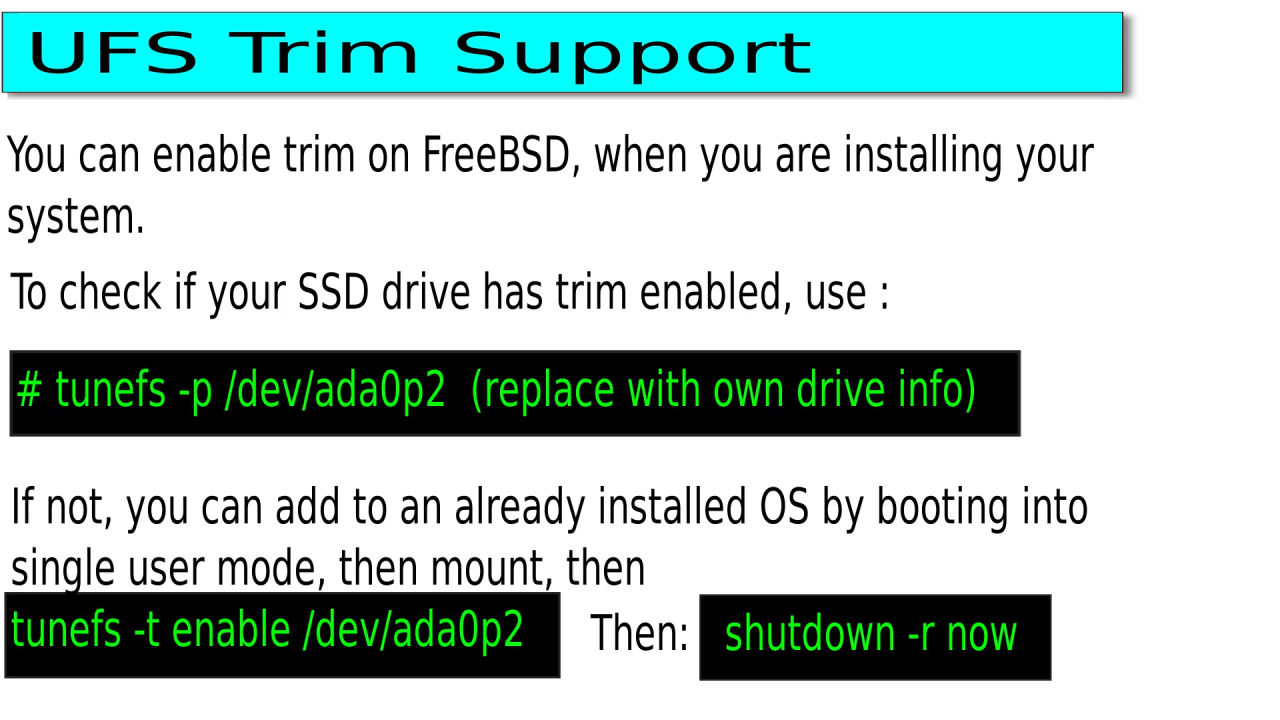 UFS Trim Support
You can enable trim on FreeBSD, when you are installing your
system.
To check if your SSD drive has trim enabled, use :
# tunefs -p /dev/ada0p2  (replace with own drive info)
If not, you can add to an already installed OS by booting into
single user mode, then mount, then
tunefs -t enable /dev/ada0p2 Then: shutdown -r now